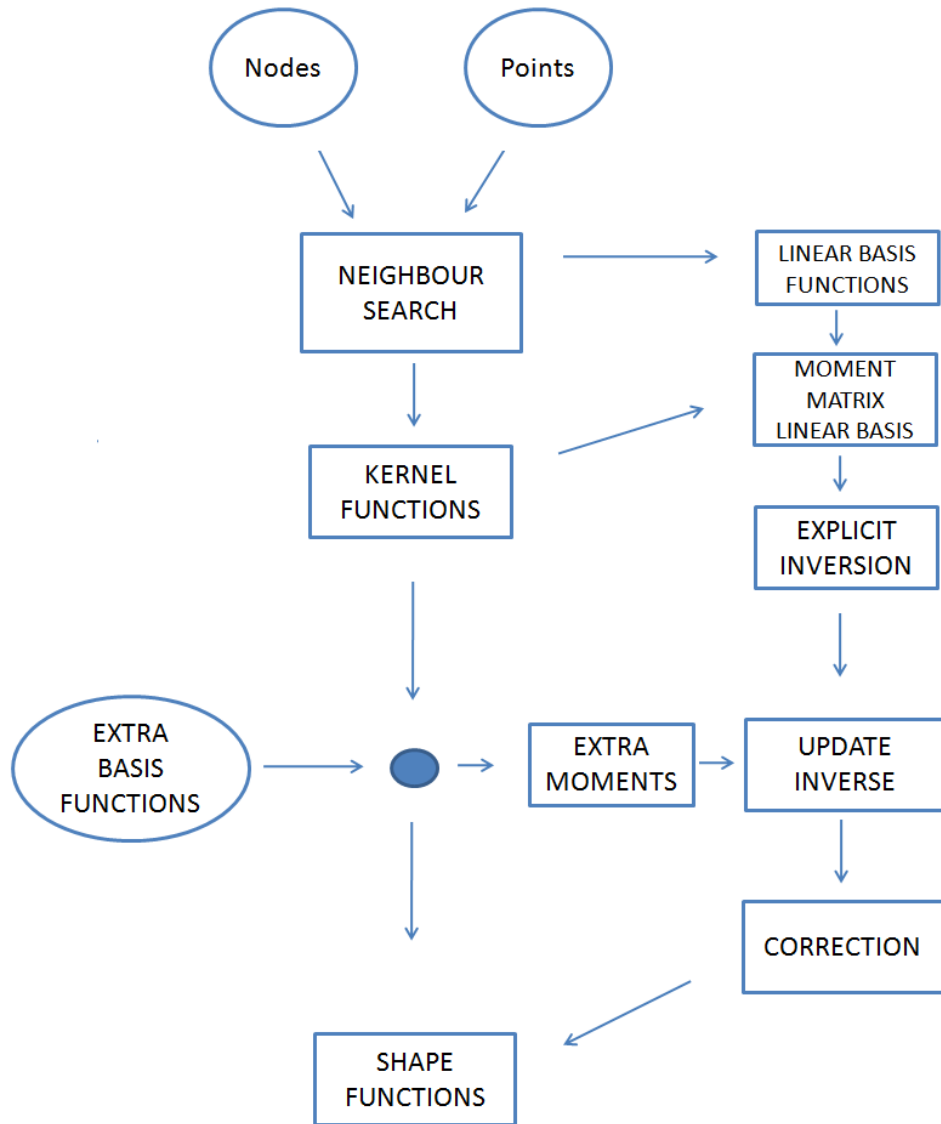 Nodes
Points
NEIGHBOUR
SEARCH
LINEAR BASIS
FUNCTIONS
MOMENT
MATRIX
LINEAR BASIS
KERNEL
FUNCTIONS
EXPLICIT
INVERSION
EXTRA
BASIS
FUNCTIONS
EXTRA
MOMENTS
UPDATE
INVERSE
CORRECTION
SHAPE
FUNCTIONS